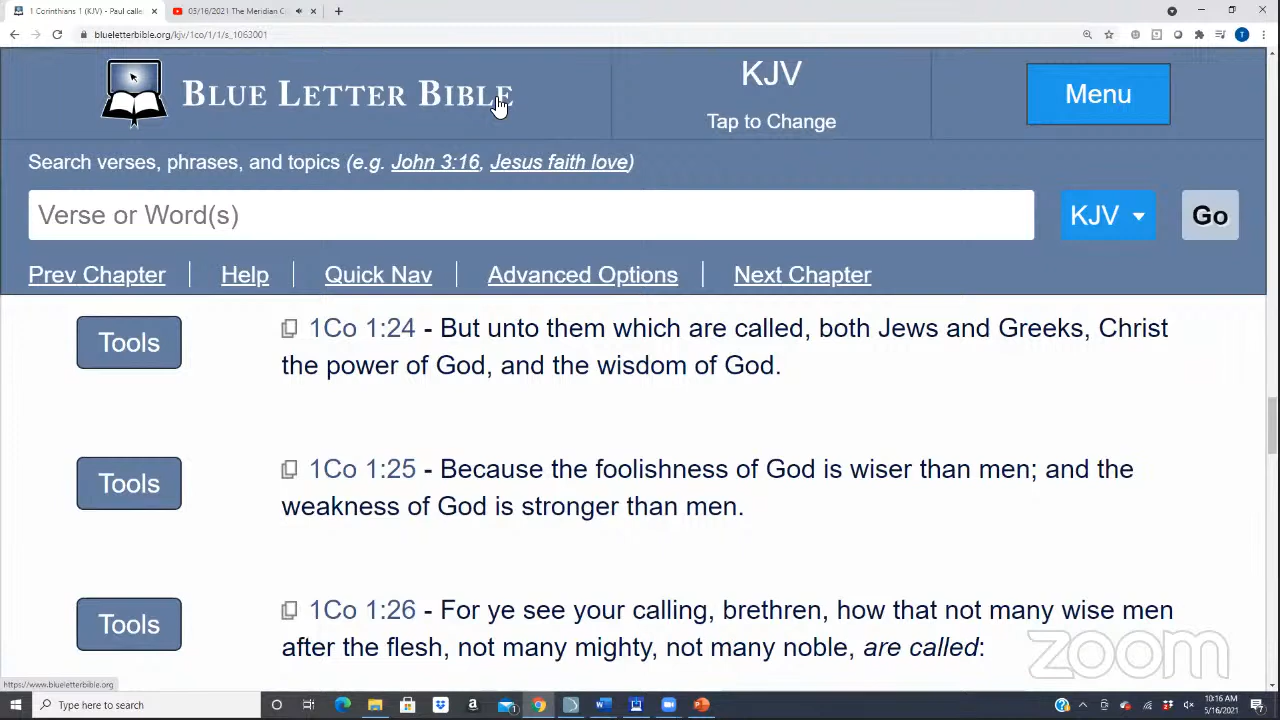 1 Corinthians 1 (KJV) - Paul calle
05/16/2021 The Meridian C
blueletterbible.org/kjv/1co/1/1/s_1063001
BLUE LETTER BIBLE
KJV
Tap to Change
Menu
Search verses, phrases, and topics (e.g. John 3:16, Jesus faith love)
Verse or Word(s)
KJV
Go
Prev Chapter
Help
Quick Nav
Advanced Options
Next Chapter
Tools
1Co 1:24 - But unto them which are called, both Jews and Greeks, Christ
the power of God, and the wisdom of God.
Tools
1Co 1:25 - Because the foolishness of God is wiser than men; and the
weakness of God is stronger than men.
Tools
1Co 1:26 - For ye see your calling, brethren, how that not many wise men
after the flesh, not many mighty, not many noble, are called:
zoom
https://www.blueletterbible.org
Type here to search
10:16 AM
5/16/2021